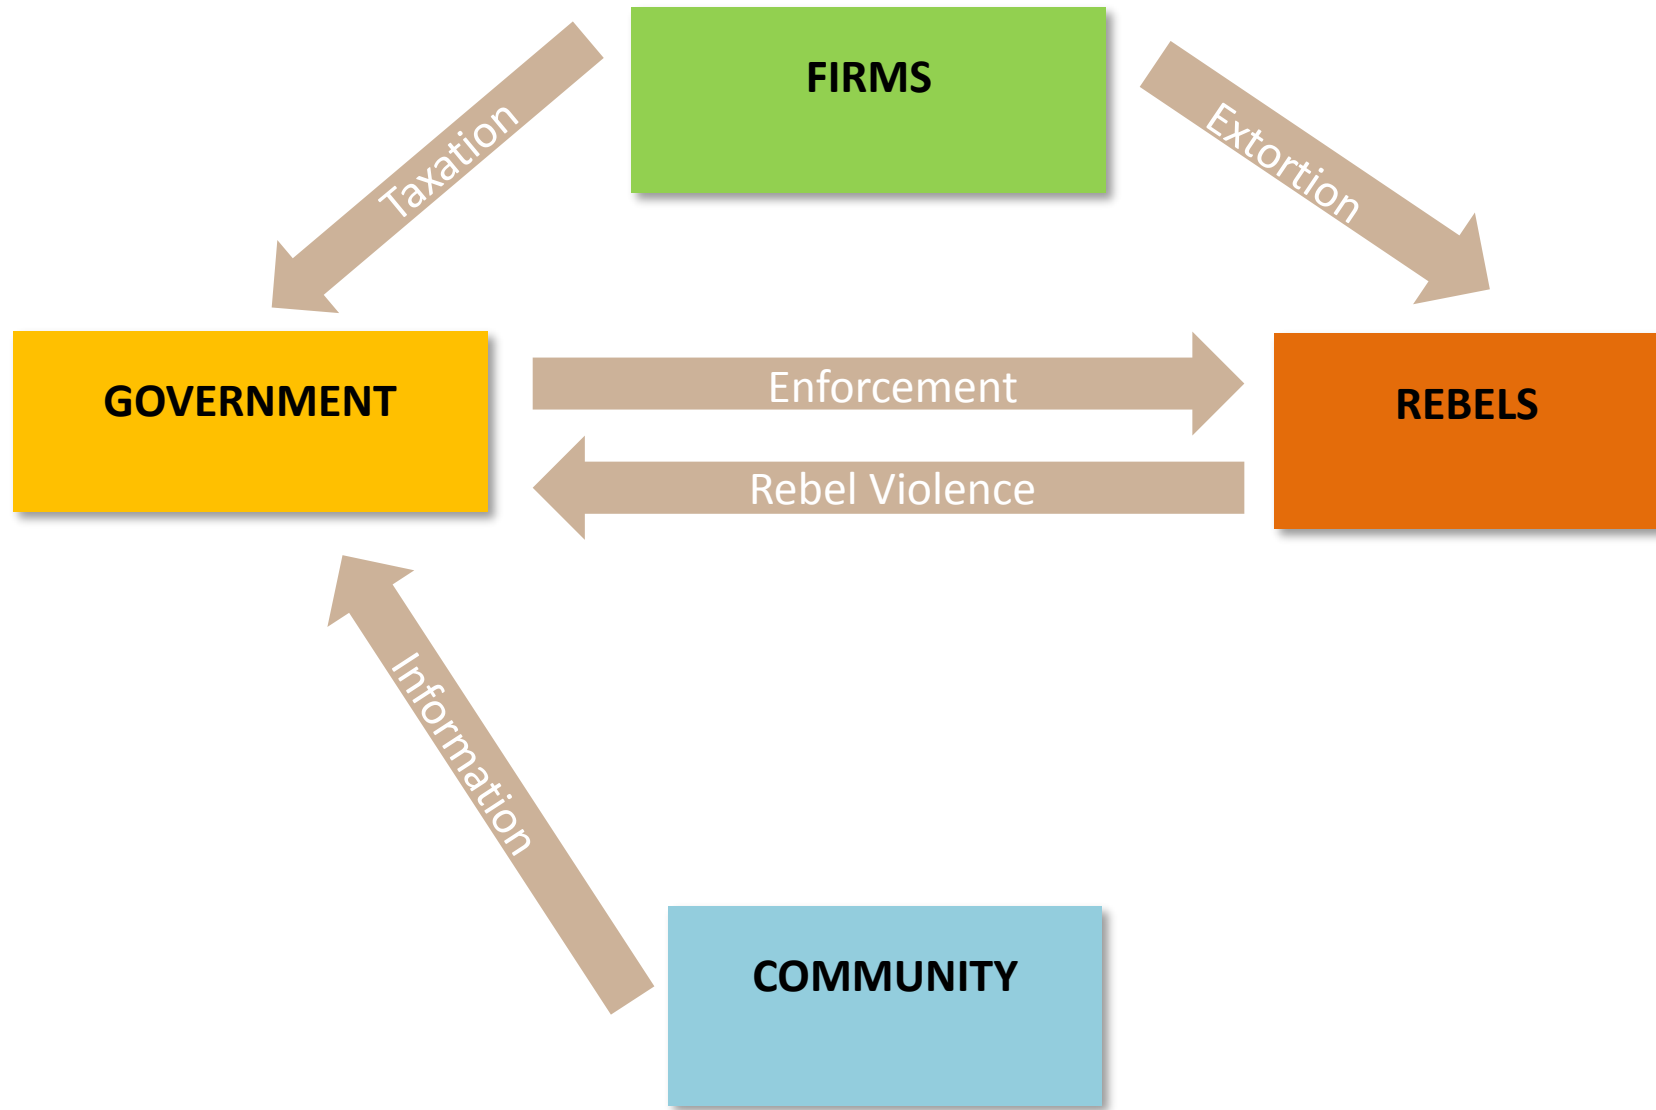 FIRMS
Taxation
Extortion
GOVERNMENT
Enforcement
REBELS
Rebel Violence
Information
COMMUNITY